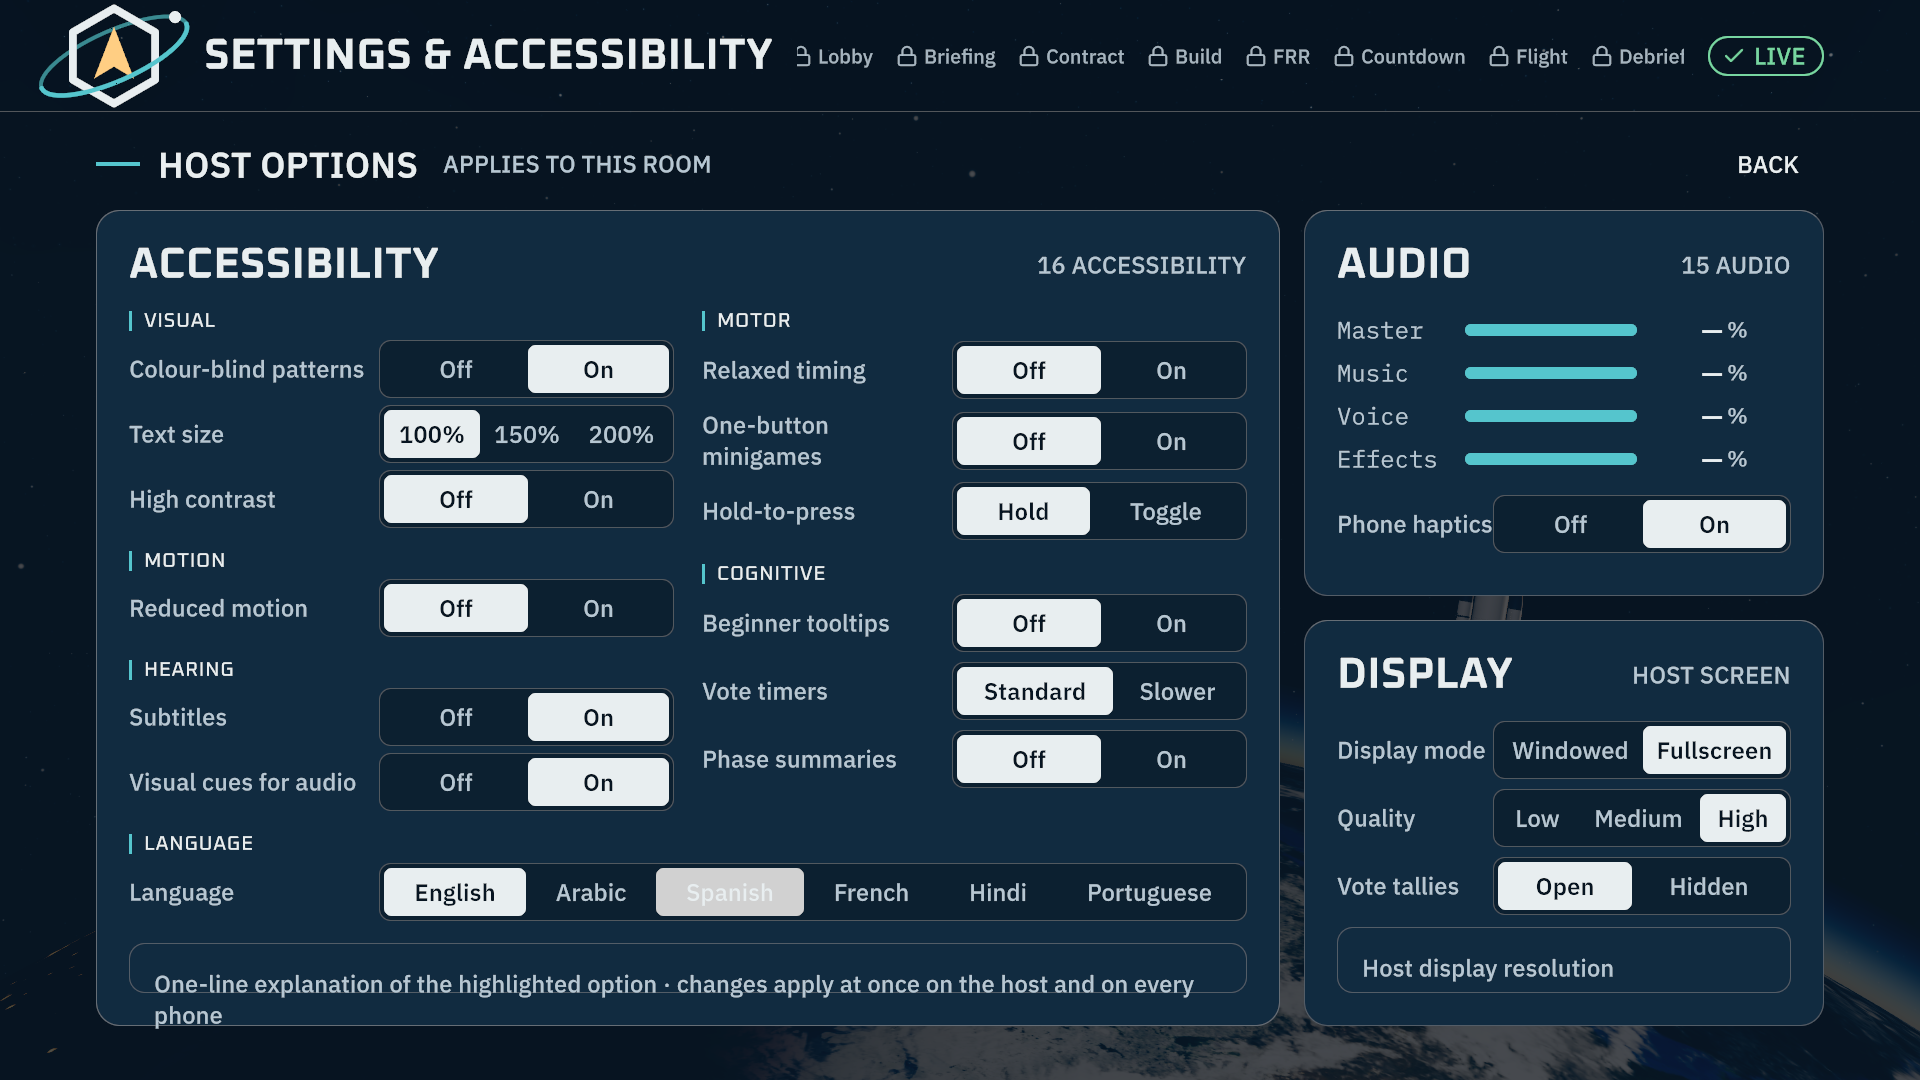 SETTINGS & ACCESSIBILITY
Lobby
Briefing
Contract
Build
FRR
Countdown
Flight
Debrief
LIVE
HOST OPTIONS
APPLIES TO THIS ROOM
BACK
ACCESSIBILITY
16 ACCESSIBILITY
VISUAL
Colour-blind patterns Off On
Text size 100% 150% 200%
High contrast Off On
MOTION
Reduced motion Off On
HEARING
Subtitles Off On
Visual cues for audio Off On
MOTOR
Relaxed timing Off On
One-button
minigames Off On
Hold-to-press Hold Toggle
COGNITIVE
Beginner tooltips Off On
Vote timers Standard Slower
Phase summaries Off On
LANGUAGE
Language English Arabic Spanish French Hindi Portuguese
One-line explanation of the highlighted option · changes apply at once on the host and on every
phone
AUDIO
15 AUDIO
Master — %
Music — %
Voice — %
Effects — %
Phone haptics Off On
DISPLAY
HOST SCREEN
Display mode Windowed Fullscreen
Quality Low Medium High
Vote tallies Open Hidden
Host display resolution